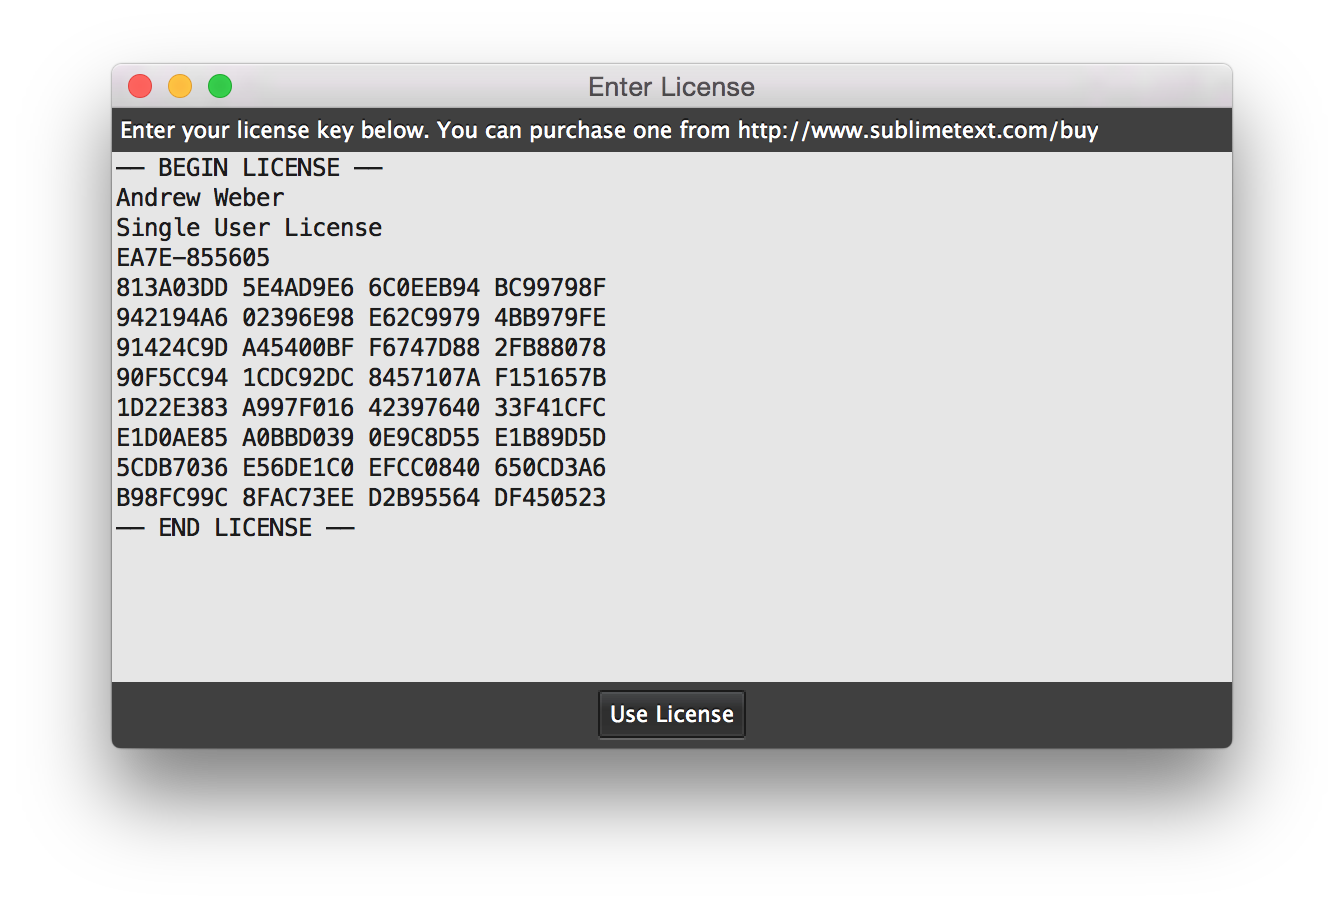 Enter License
Enter your license key below. You can purchase one from http://www.sublimetext.com/buy
—— BEGIN LICENSE ——
Andrew Weber
Single User License
EA7E-855605
813A03DD 5E4AD9E6 6C0EEB94 BC99798F
942194A6 02396E98 E62C9979 4BB979FE
91424C9D A45400BF F6747D88 2FB88078
90F5CC94 1CDC92DC 8457107A F151657B
1D22E383 A997F016 42397640 33F41CFC
E1D0AE85 A0BBD039 0E9C8D55 E1B89D5D
5CDB7036 E56DE1C0 EFCC0840 650CD3A6
B98FC99C 8FAC73EE D2B95564 DF450523
—— END LICENSE ——
Use License